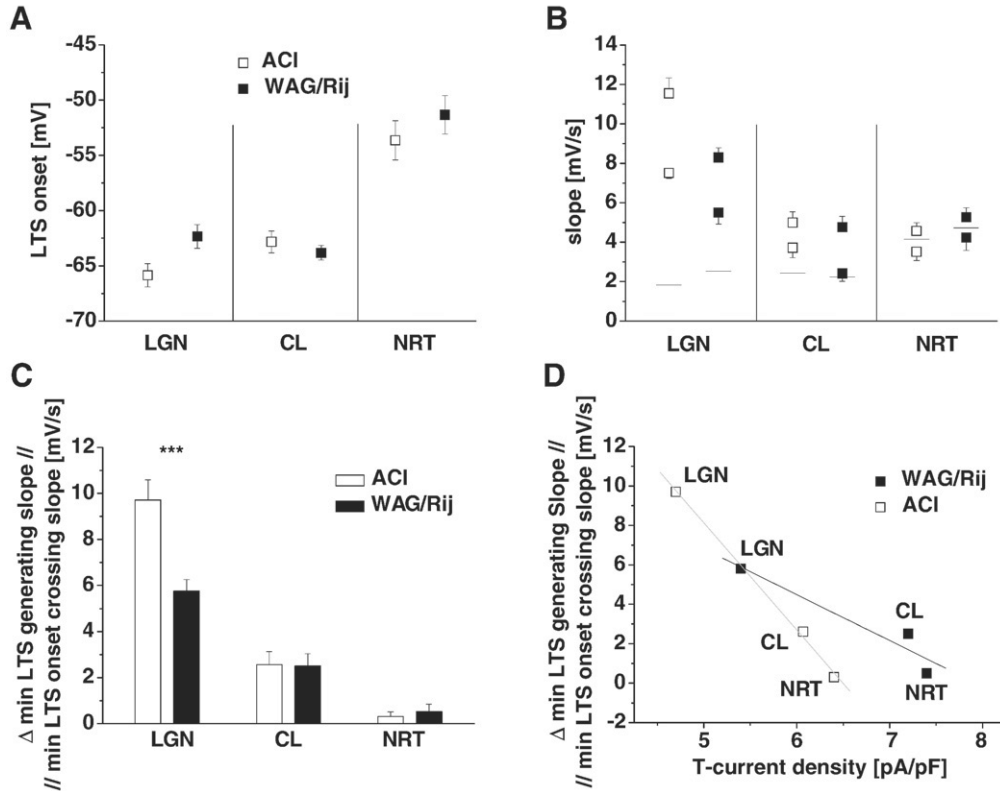 A
LTS onset [mV]
-45
-50
-55
-60
-65
-70
ACI
WAG/Rij
LGN
CL
NRT
B
slope [mV/s]
14
12
10
8
6
4
2
0
LGN
CL
NRT
C
Δ min LTS generating slope //
// min LTS onset crossing slope [mV/s]
12
10
8
6
4
2
0
***
ACI
WAG/Rij
LGN
CL
NRT
D
Δ min LTS generating Slope //
// min LTS onset crossing slope [mV/s]
12
10
8
6
4
2
0
-2
LGN
WAG/Rij
ACI
LGN
CL
CL
NRT
NRT
5
6
7
8
T-current density [pA/pF]